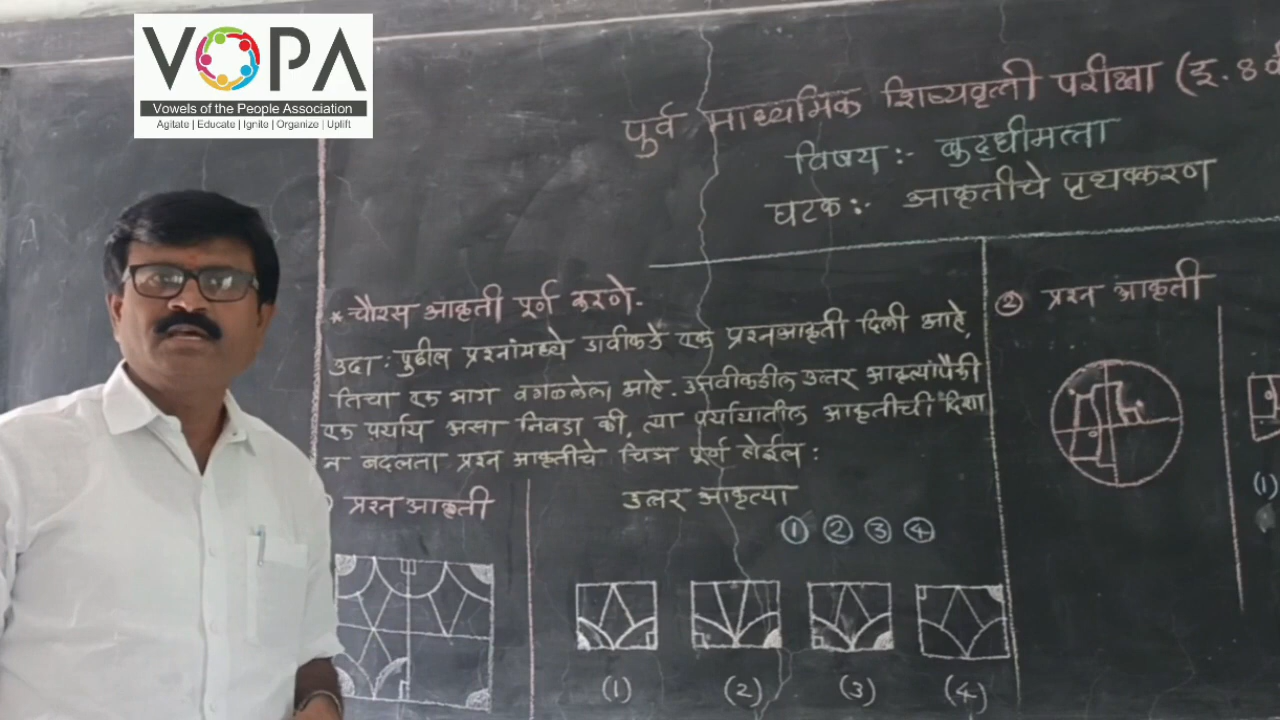 VOPA
Vowels of the People Association
Agitate | Educate | Ignite | Organize | Uplift
पुर्व माध्यमिक शिष्यवृत्ती परीक्षा (इ. ४थी
विषय :- बुद्धीमत्ता
घटक :- आकृतीचे पृथक्करण
* चौरस आकृती पूर्ण करणे.
उदा : पुढील प्रश्नांमध्ये डावीकडे एक प्रश्नआकृती दिली आहे,
तिचा एक भाग वगळलेला आहे. उजवीकडील उत्तर आकृत्यांपैकी
एक पर्याय असा निवडा की, त्या पर्यायातील आकृतीची दिशा
न बदलता प्रश्न आकृतीचे चित्र पूर्ण होईल :
प्रश्न आकृती
उत्तर आकृत्या
① ② ③ ④
(1) (2) (3) (4)
② प्रश्न आकृती
(1)
A